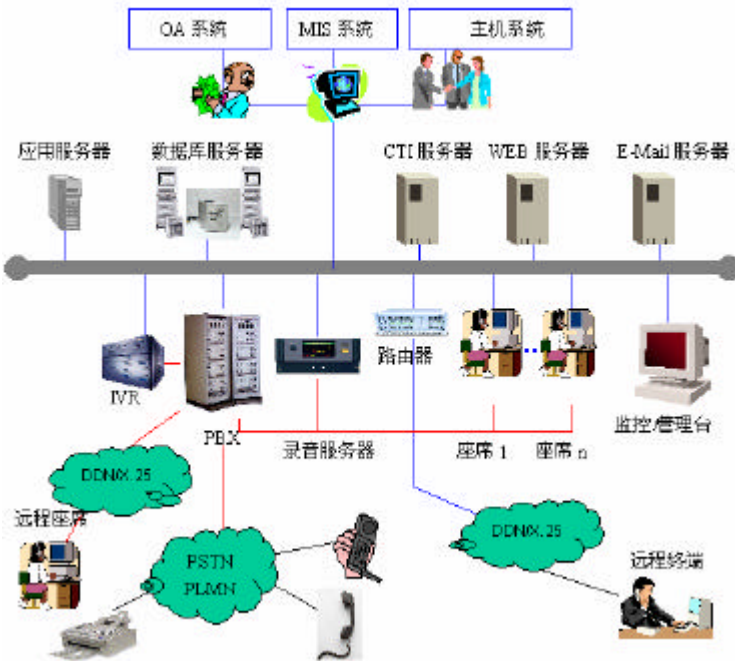 OA 系统
MIS 系统
主机系统
应用服务器
数据库服务器
CTI 服务器
WEB 服务器
E-Mail 服务器
IVR
PBX
录音服务器
路由器
座席 1
座席 n
监控/管理台
DDN/X.25
远程座席
PSTN
PLMN
DDN/X.25
远程终端